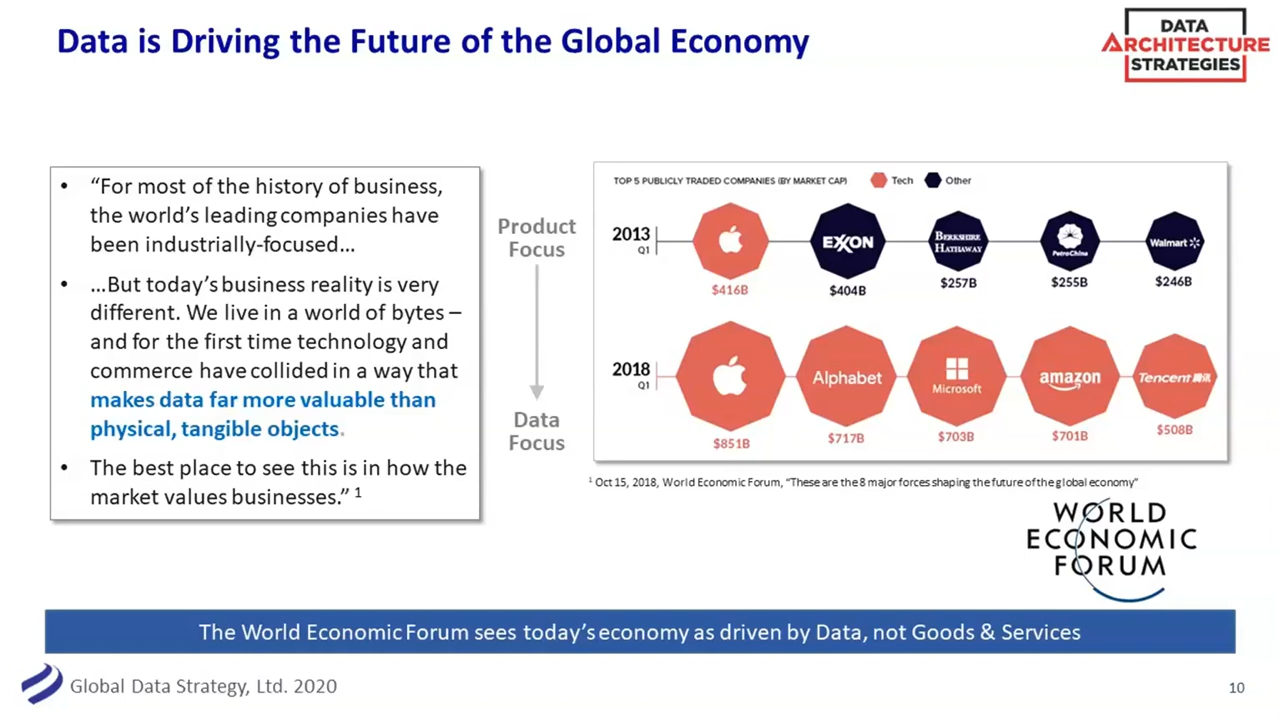 Data is Driving the Future of the Global Economy
DATA
ARCHITECTURE
STRATEGIES
• “For most of the history of business,
the world’s leading companies have
been industrially-focused…
• …But today’s business reality is very
different. We live in a world of bytes –
and for the first time technology and
commerce have collided in a way that
makes data far more valuable than
physical, tangible objects.
• The best place to see this is in how the
market values businesses.” 1
Product
Focus
Data
Focus
TOP 5 PUBLICLY TRADED COMPANIES (BY MARKET CAP) Tech Other
2013
Q1
EXXON
BERKSHIRE
HATHAWAY
PetroChina
Walmart
$416B $404B $257B $255B $246B
2018
Q1
Alphabet
Microsoft
amazon
Tencent 腾讯
$851B $717B $703B $701B $508B
1 Oct 15, 2018, World Economic Forum, “These are the 8 major forces shaping the future of the global economy”
WORLD
ECONOMIC
FORUM
The World Economic Forum sees today’s economy as driven by Data, not Goods & Services
Global Data Strategy, Ltd. 2020
10